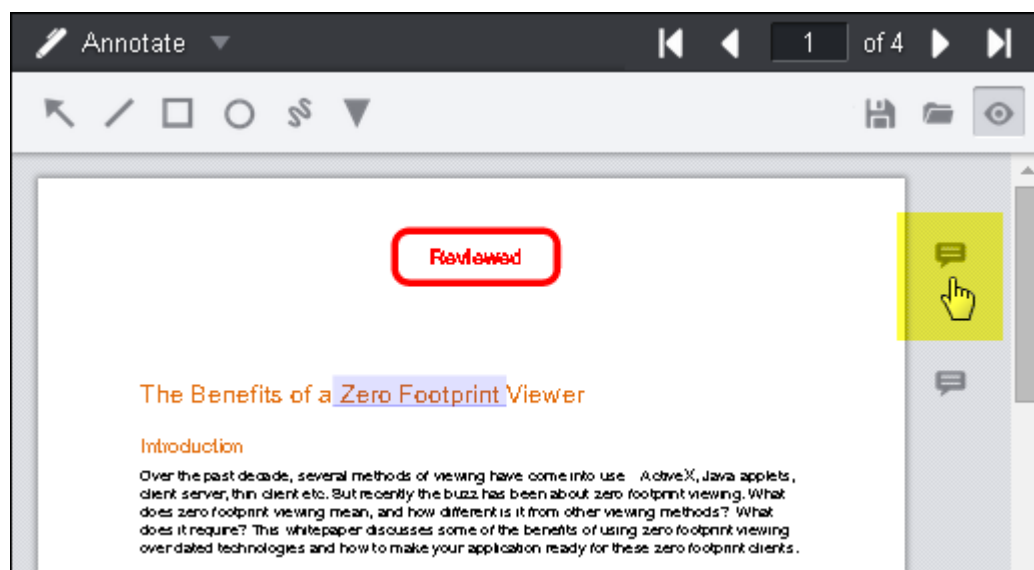 Annotate
1 of 4
Reviewed
The Benefits of a Zero Footprint Viewer
Introduction
Over the past decade, several methods of viewing have come into use ActiveX, Java applets,
client server, thin client etc. But recently the buzz has been about zero footprint viewing. What
does zero footprint viewing mean, and how different is it from other viewing methods? What
does it require? This whitepaper discusses some of the benefits of using zero footprint viewing
over dated technologies and how to make your application ready for these zero footprint clients.